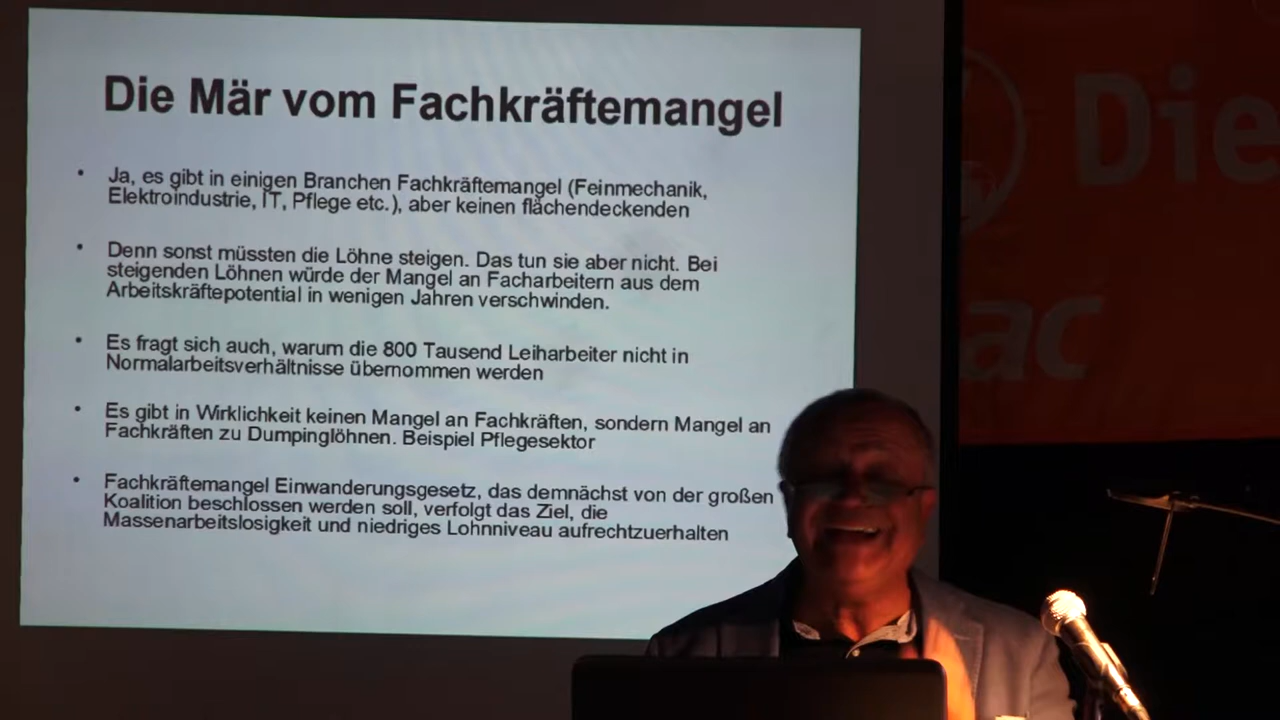 Die Mär vom Fachkräftemangel
• Ja, es gibt in einigen Branchen Fachkräftemangel (Feinmechanik,
Elektroindustrie, IT, Pflege etc.), aber keinen flächendeckenden
• Denn sonst müssten die Löhne steigen. Das tun sie aber nicht. Bei
steigenden Löhnen würde der Mangel an Facharbeitern aus dem
Arbeitskräftepotential in wenigen Jahren verschwinden.
• Es fragt sich auch, warum die 800 Tausend Leiharbeiter nicht in
Normalarbeitsverhältnisse übernommen werden
• Es gibt in Wirklichkeit keinen Mangel an Fachkräften, sondern Mangel an
Fachkräften zu Dumpinglöhnen. Beispiel Pflegesektor
• Fachkräftemangel Einwanderungsgesetz, das demnächst von der großen
Koalition beschlossen werden soll, verfolgt das Ziel, die
Massenarbeitslosigkeit und niedriges Lohnniveau aufrechtzuerhalten
Die
ac